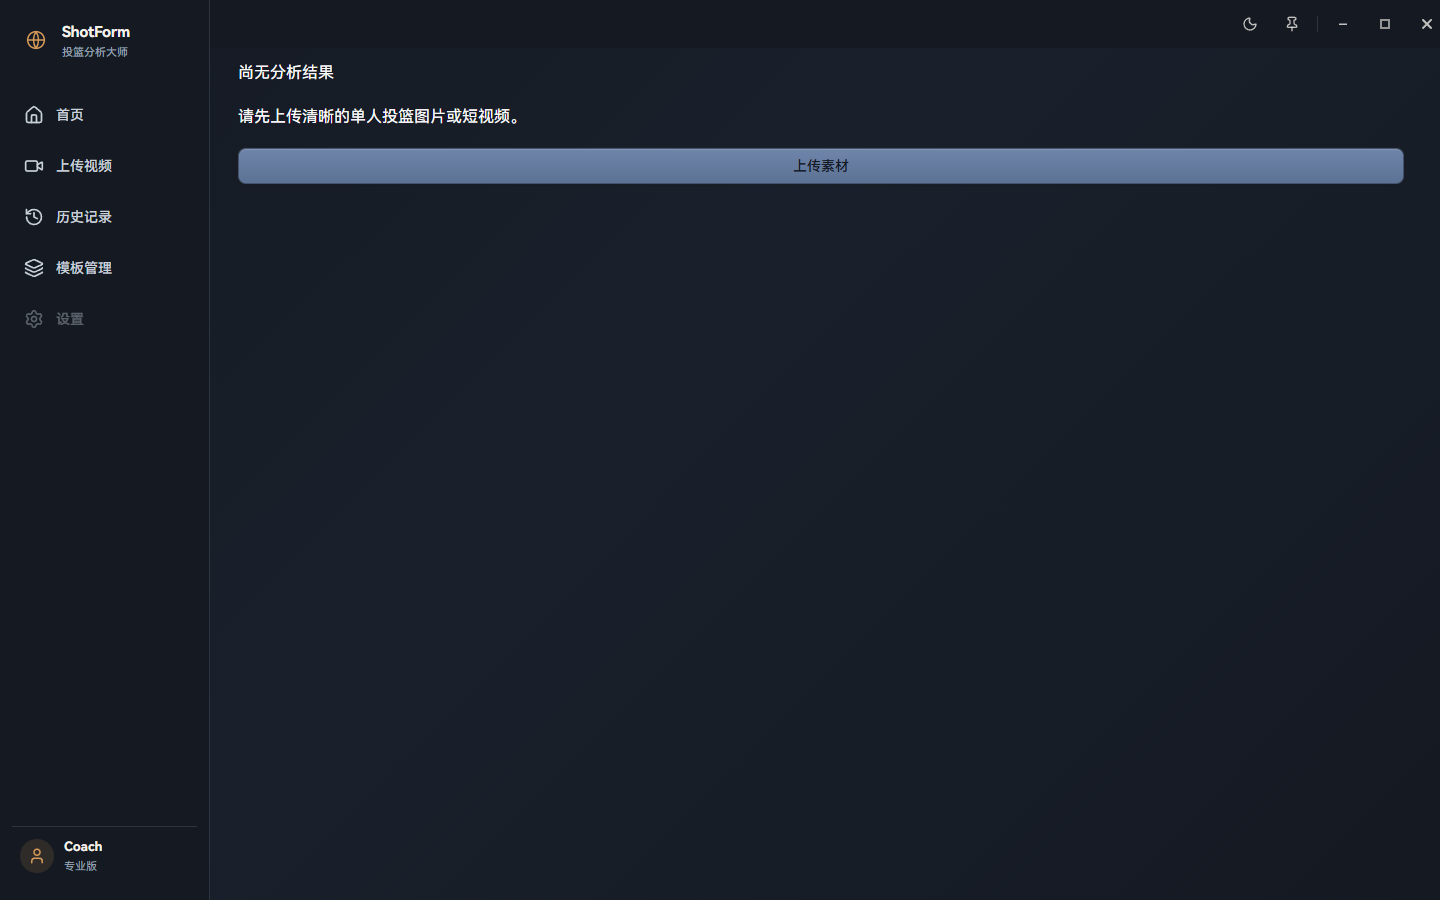 ShotForm
投篮分析大师
首页
上传视频
历史记录
模板管理
设置
Coach
专业版
尚无分析结果
请先上传清晰的单人投篮图片或短视频。
上传素材